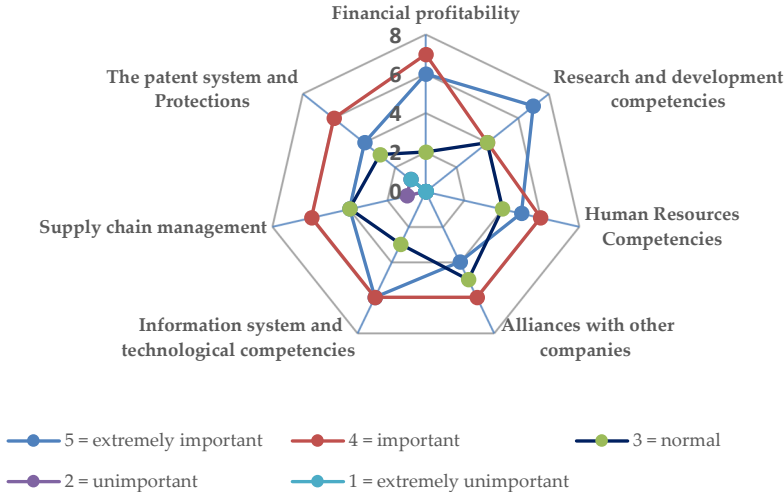 Financial profitability
8
6
4
2
0
Research and development
competencies
Human Resources
Competencies
Alliances with other
companies
Information system and
technological competencies
Supply chain management
The patent system and
Protections
5 = extremely important
4 = important
3 = normal
2 = unimportant
1 = extremely unimportant